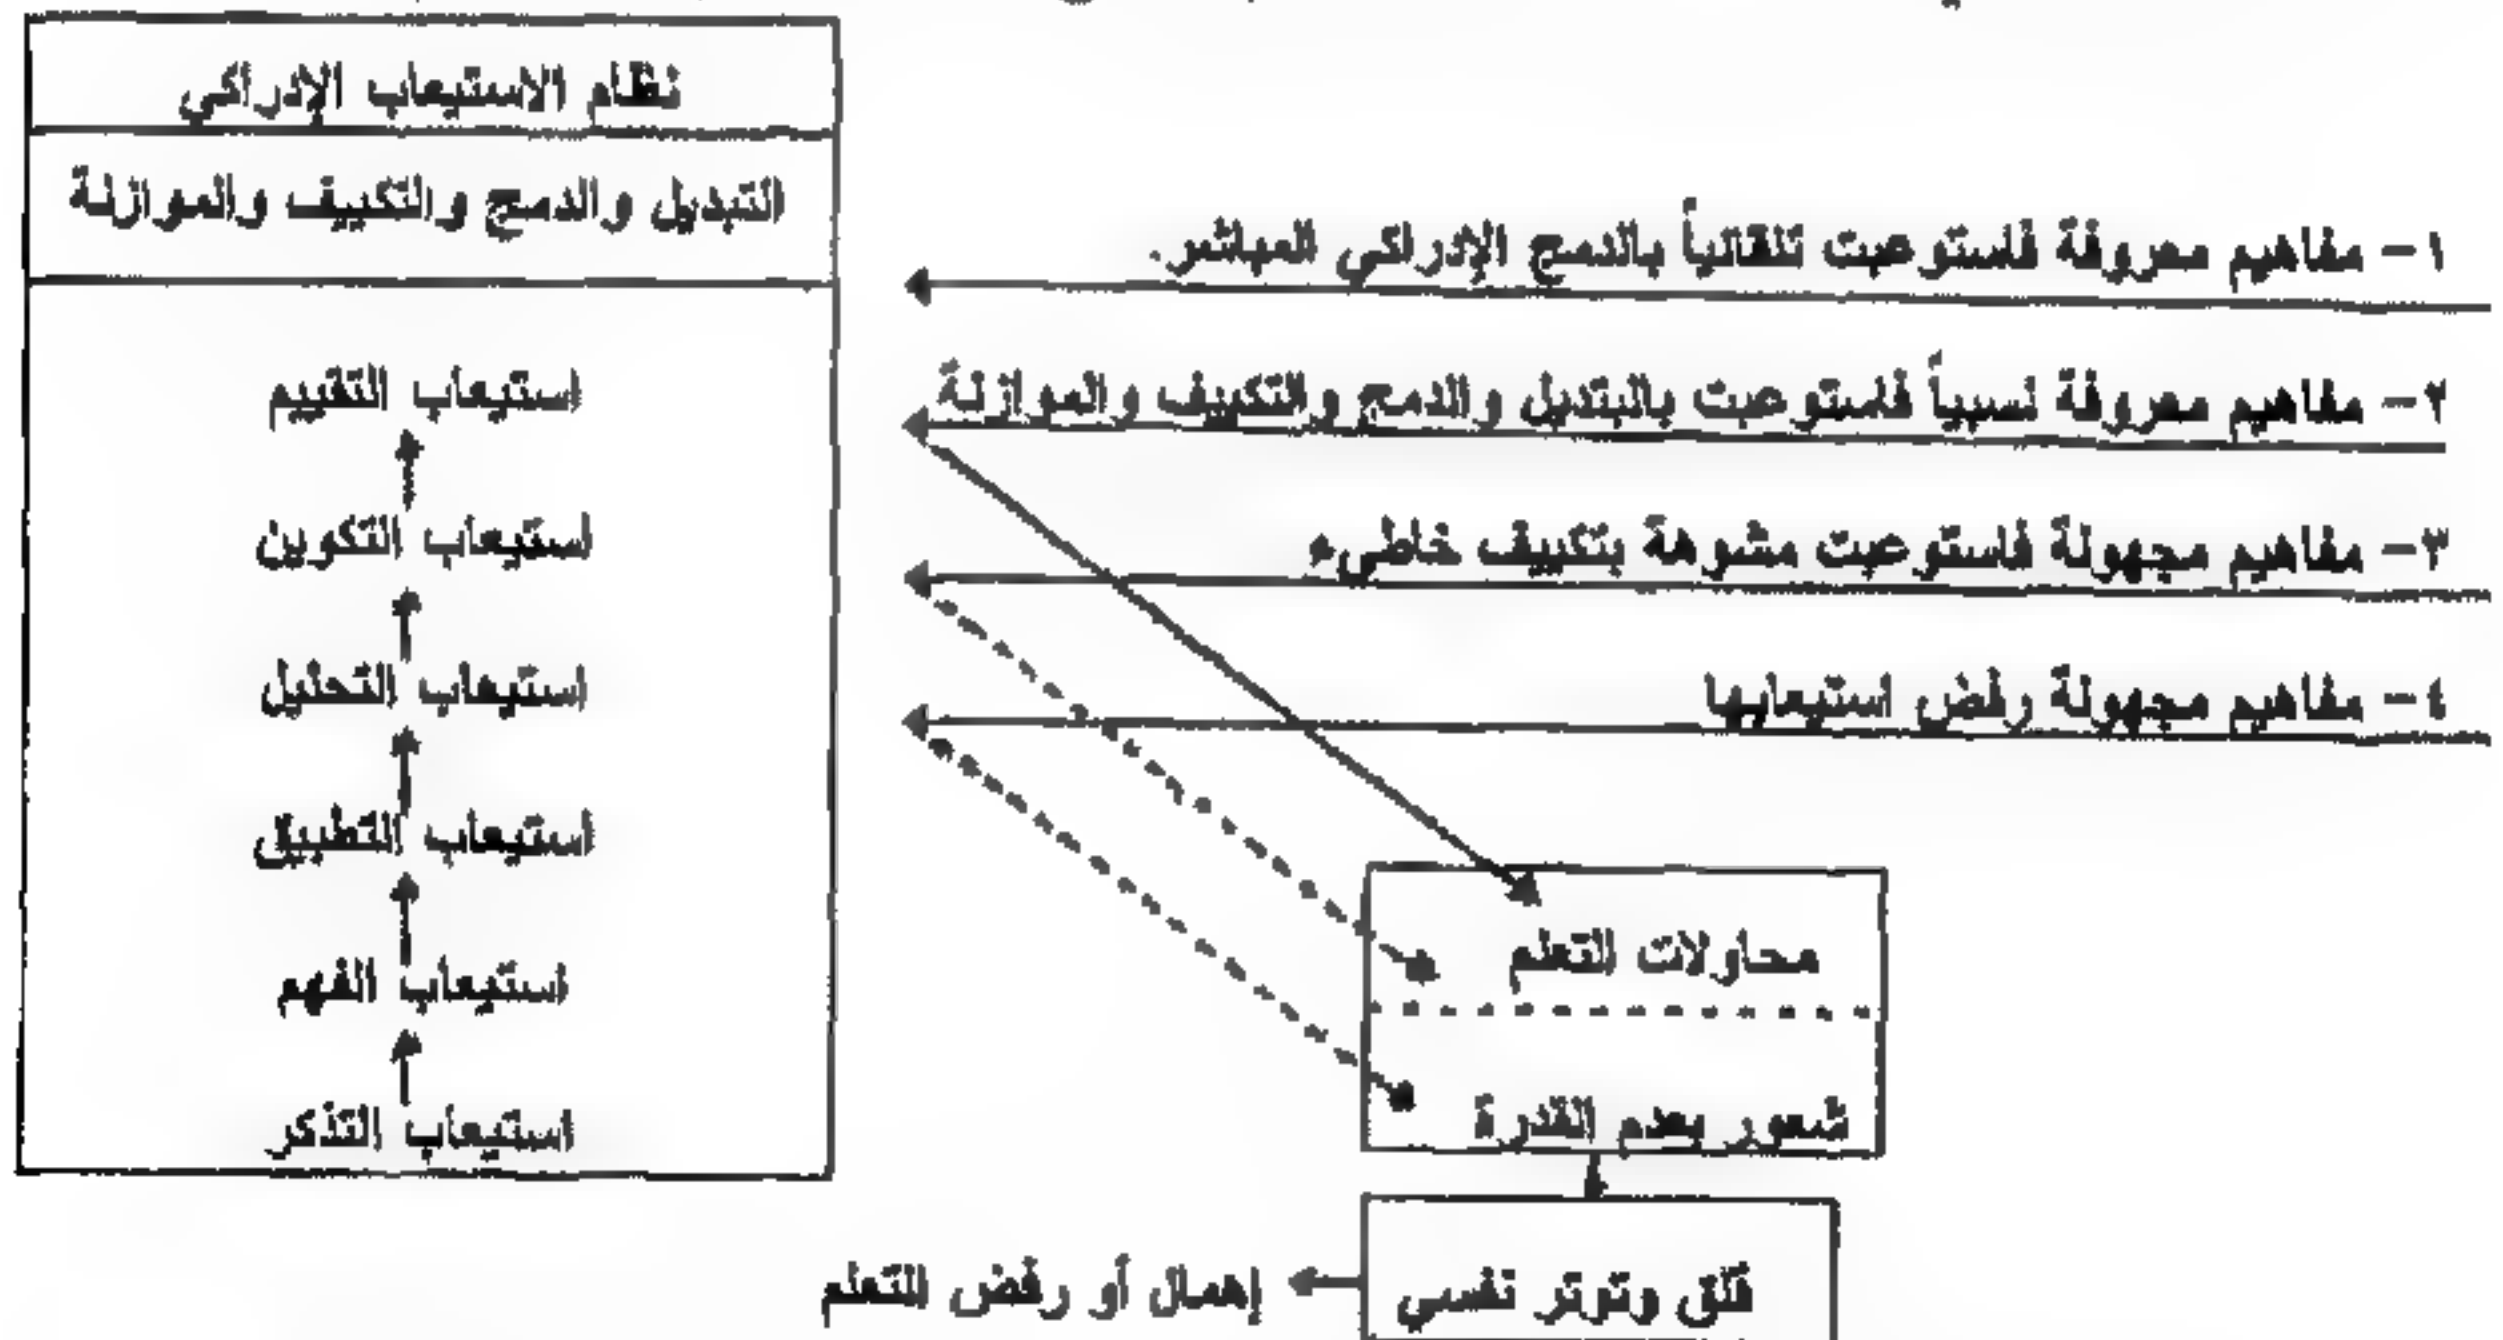 نظام الاستيعاب الإدراكي
التبديل والدمج والتكييف والموازنة
استيعاب التقييم
استيعاب التكوين
استيعاب التحليل
استيعاب التطبيق
استيعاب الفهم
استيعاب التذكر
١- مفاهيم معروفة فاستوعبت تلقائياً بالدمج الإدراكي المباشر.
٢- مفاهيم معروفة نسبياً فاستوعبت بالتبديل والدمج والتكييف والموازنة
٣- مفاهيم مجهولة فاستوعبت مشوهة بتكييف خاطىء
٤- مفاهيم مجهولة رفض استيعابها
محاولات التعلم
شعور بعدم القدرة
قلق وتوتر نفسي
إهمال أو رفض التعلم